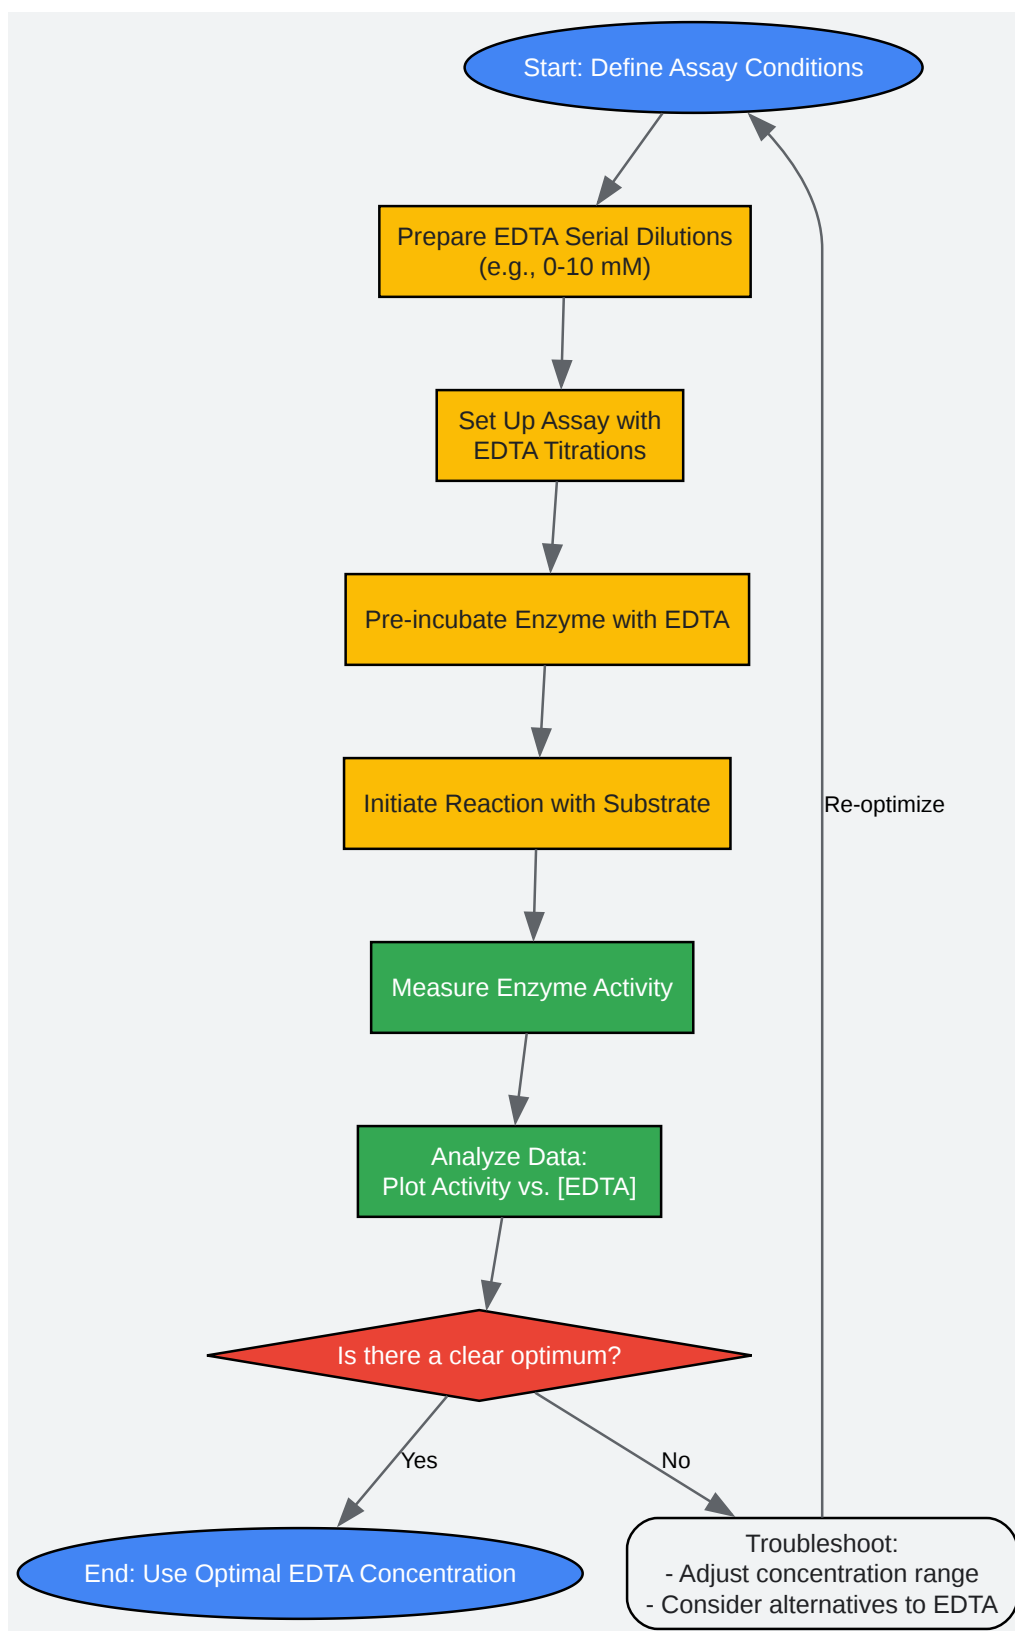 Start: Define Assay Conditions
Prepare EDTA Serial Dilutions
(e.g., 0-10 mM)
Set Up Assay with
EDTA Titrations
Pre-incubate Enzyme with EDTA
Initiate Reaction with Substrate
Re-optimize
Measure Enzyme Activity
Analyze Data:
Plot Activity vs. [EDTA]
Is there a clear optimum?
Yes
No
End: Use Optimal EDTA Concentration
Troubleshoot:
- Adjust concentration range
- Consider alternatives to EDTA